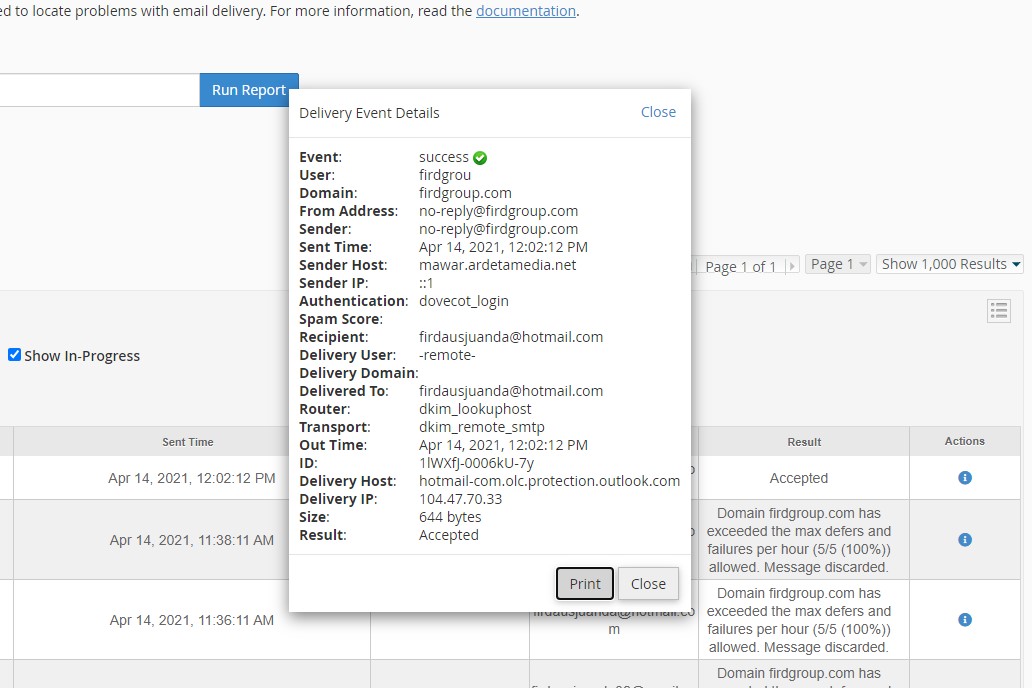 ed to locate problems with email delivery. For more information, read the documentation.
Run Report
Delivery Event Details
Close
Event: success
User: firdgrou
Domain: firdgroup.com
From Address: no-reply@firdgroup.com
Sender: no-reply@firdgroup.com
Sent Time: Apr 14, 2021, 12:02:12 PM
Sender Host: mawar.ardetamedia.net
Sender IP: ::1
Authentication: dovecot_login
Spam Score:
Recipient: firdausjuanda@hotmail.com
Delivery User: -remote-
Delivery Domain:
Delivered To: firdausjuanda@hotmail.com
Router: dkim_lookuphost
Transport: dkim_remote_smtp
Out Time: Apr 14, 2021, 12:02:12 PM
ID: 1lWXfJ-0006kU-7y
Delivery Host: hotmail-com.olc.protection.outlook.com
Delivery IP: 104.47.70.33
Size: 644 bytes
Result: Accepted
Print
Close
Page 1 of 1
Page 1
Show 1,000 Results
Show In-Progress
Sent Time
Result
Actions
Apr 14, 2021, 12:02:12 PM
Accepted
Apr 14, 2021, 11:38:11 AM
Domain firdgroup.com has
exceeded the max defers and
failures per hour (5/5 (100%))
allowed. Message discarded.
Apr 14, 2021, 11:36:11 AM
firdausjuanda@hotmail.co
m
Domain firdgroup.com has
exceeded the max defers and
failures per hour (5/5 (100%))
allowed. Message discarded.
Domain firdgroup.com has